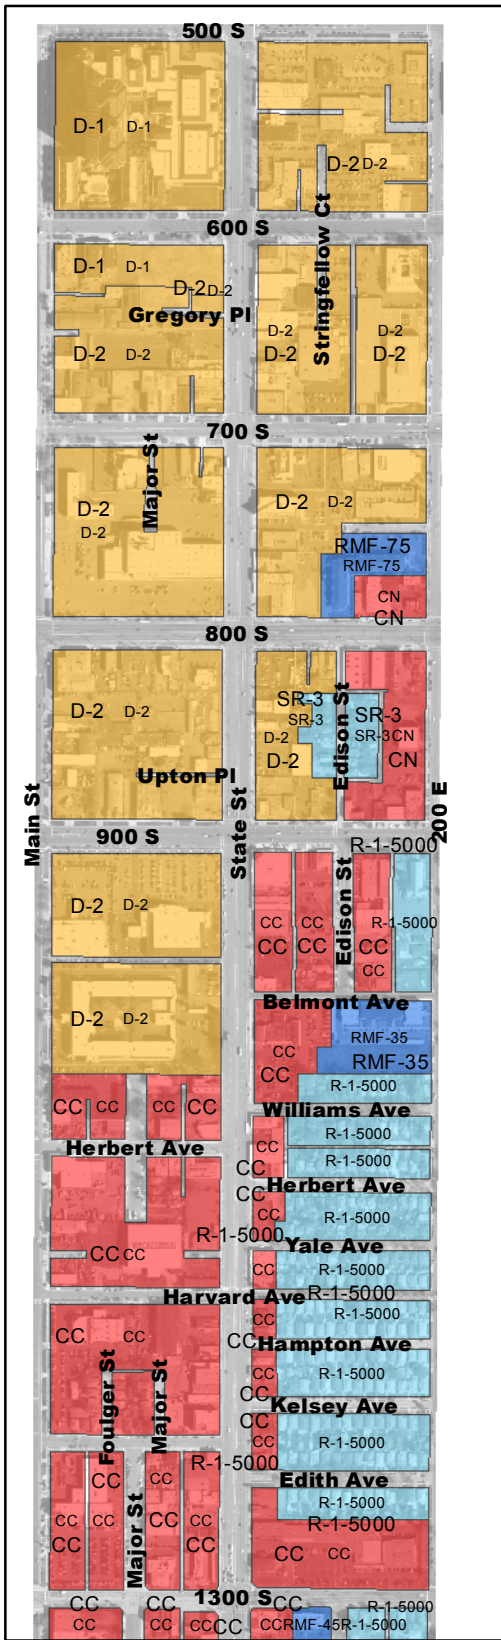 500 S
D-1 D-1
D-2 D-2
600 S
D-1 D-1
D-2 D-2
Gregory Pl
Stringfellow Ct
D-2 D-2
D-2
D-2
D-2
D-2
700 S
Major St
D-2
D-2
D-2 D-2
RMF-75
RMF-75
CN
CN
800 S
D-2 D-2
SR-3
SR-3
Edison St
SR-3
SR-3 CN
D-2
D-2
CN
Upton Pl
Main St
State St
200 E
900 S
R-1-5000
D-2 D-2
CC CC
CC CC
Edison St
CC
CC
R-1-5000
Belmont Ave
D-2 D-2
CC
CC
RMF-35
RMF-35
R-1-5000
CC CC CC CC
Williams Ave
R-1-5000
CC
Herbert Ave
R-1-5000
CC
Herbert Ave
CC
CC
R-1-5000
R-1-5000
CC CC
Yale Ave
CC
R-1-5000
Harvard Ave
R-1-5000
CC
R-1-5000
CC CC
CC
Hampton Ave
CC
R-1-5000
CC
Foulger St
Major St
Kelsey Ave
CC
CC
R-1-5000
R-1-5000
CC
CC
Edith Ave
R-1-5000
R-1-5000
CC CC CC CC
CC CC
Major St
CC CC
1300 S
CC CC CC
R-1-5000
CC CC CC CC
CC RMF-45 R-1-5000